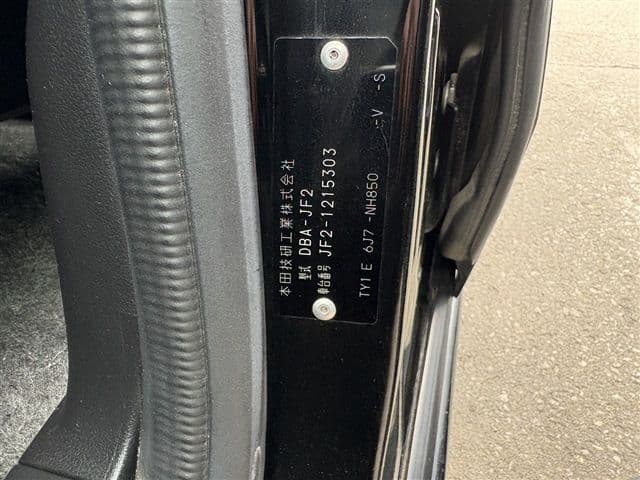 本田技研工業株式会社
型式 DBA-JF2
車台番号 JF2-1215303
TY1 E 6J7 -NH850 -V -S